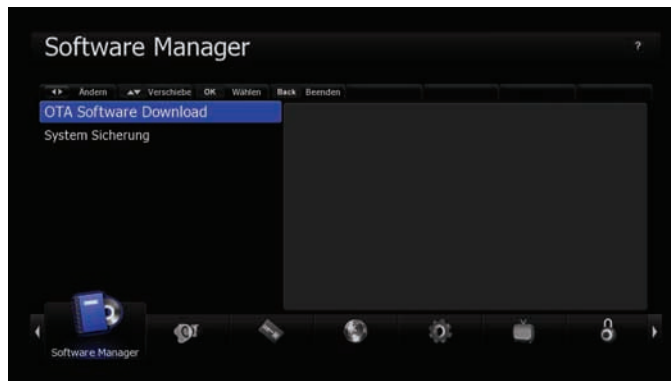 Software Manager
?
Ändern Verschiebe OK Wählen Back Beenden
OTA Software Download
System Sicherung
Software Manager